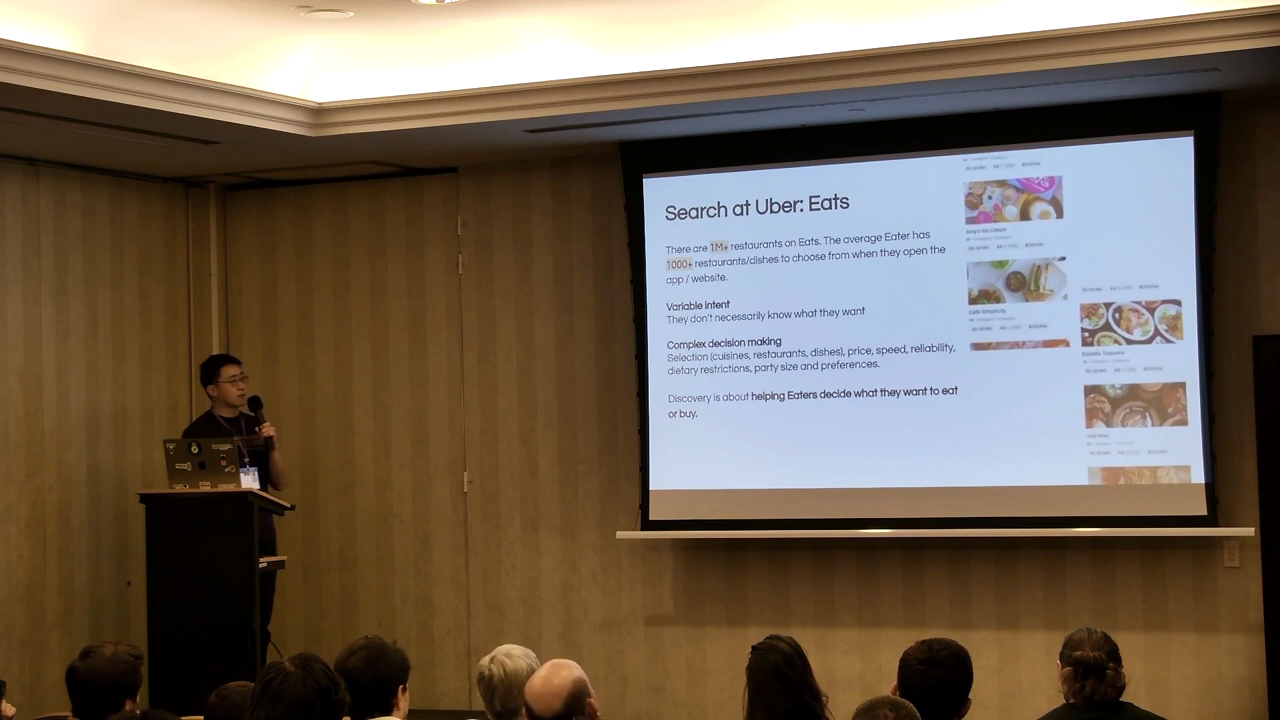 Search at Uber: Eats
There are 1M+ restaurants on Eats. The average Eater has
1000+ restaurants/dishes to choose from when they open the
app / website.
Variable intent
They don't necessarily know what they want
Complex decision making
Selection (cuisines, restaurants, dishes), price, speed, reliability,
dietary restrictions, party size and preferences.
Discovery is about helping Eaters decide what they want to eat
or buy.
Amy's Ice Cream
Cafe Simplicity